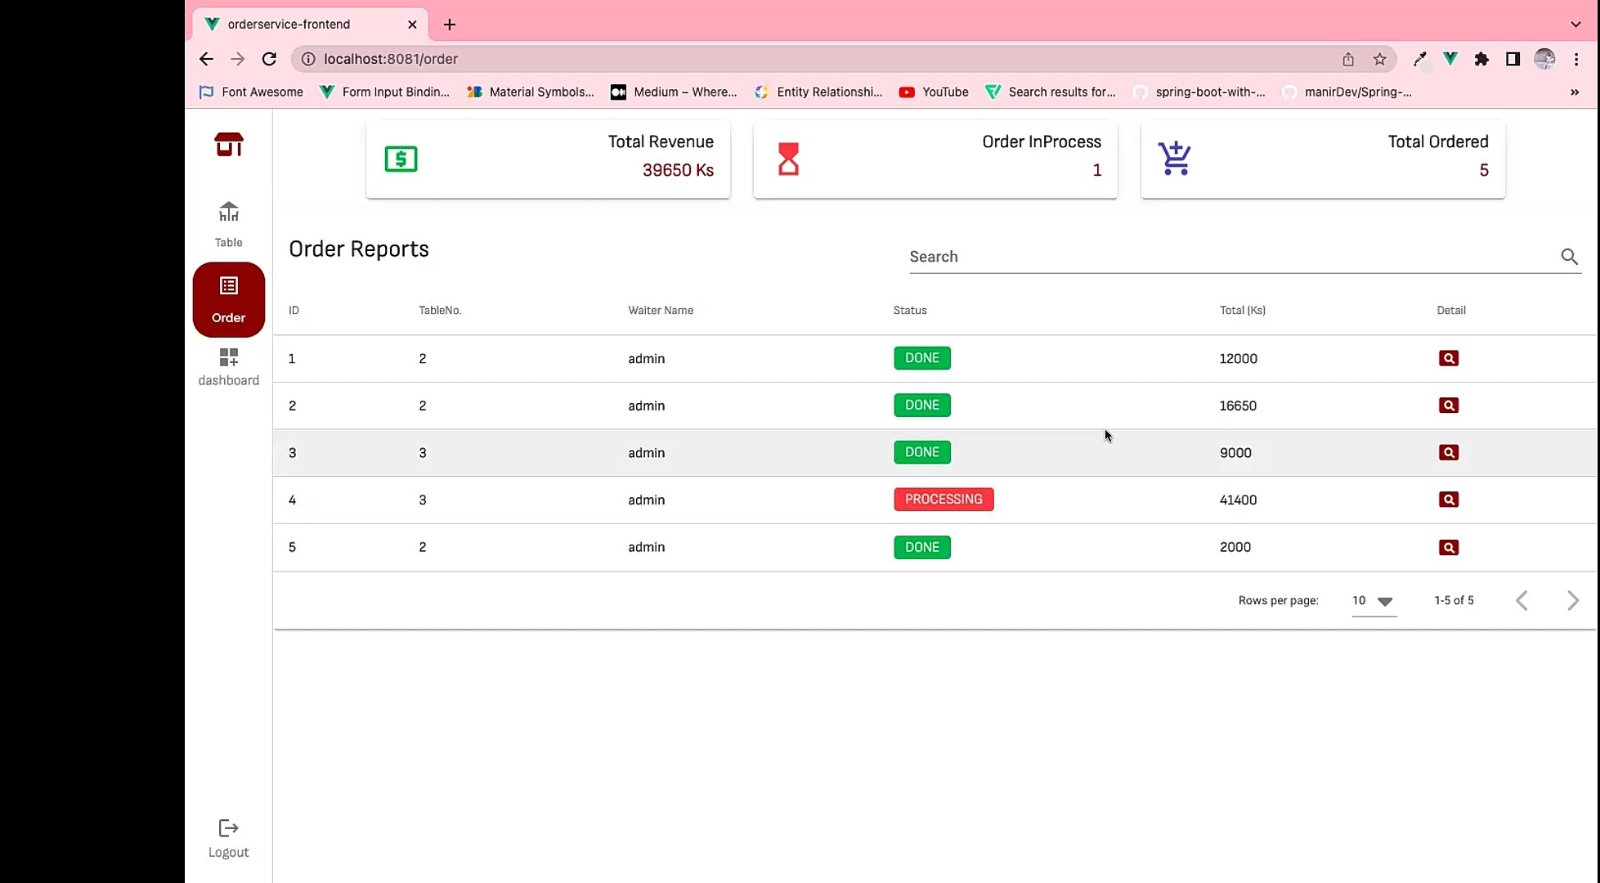 orderservice-frontend
localhost:8081/order
Font Awesome Form Input Bindin... Material Symbols... Medium – Where... Entity Relationshi... YouTube Search results for... spring-boot-with-... manirDev/Spring-... »
Total Revenue
39650 Ks
Order InProcess
1
Total Ordered
5
Table
Order
dashboard
Logout
Order Reports
Search
ID TableNo. Waiter Name Status Total (Ks) Detail
1 2 admin DONE 12000
2 2 admin DONE 16650
3 3 admin DONE 9000
4 3 admin PROCESSING 41400
5 2 admin DONE 2000
Rows per page: 10 1-5 of 5